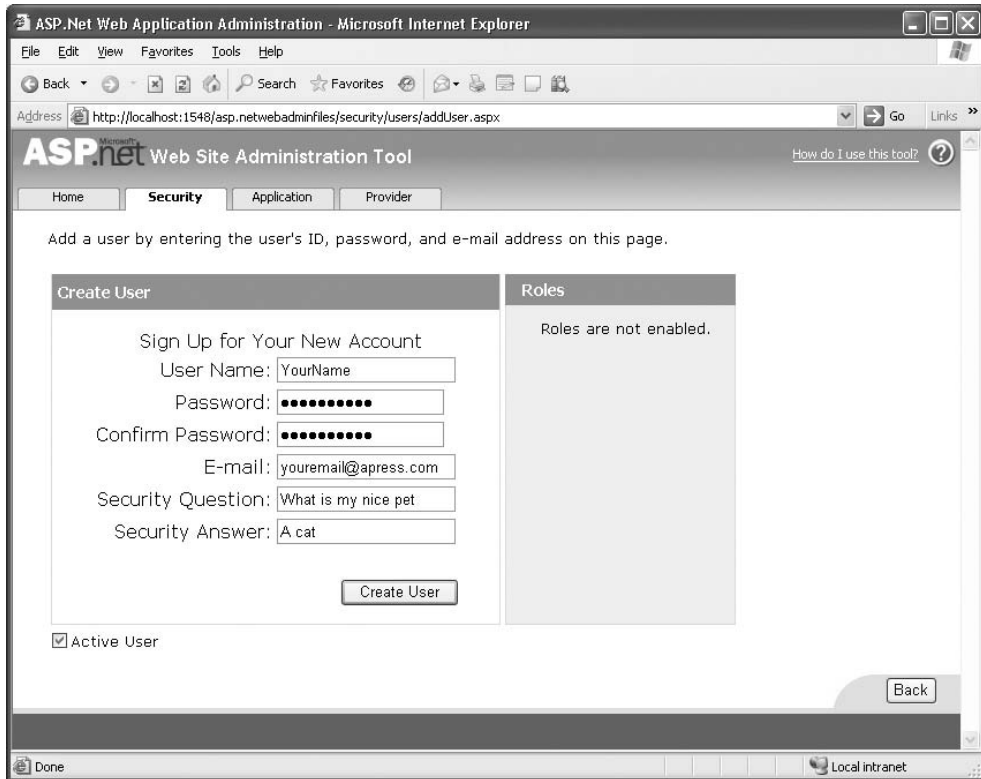 ASP.Net Web Application Administration - Microsoft Internet Explorer
File Edit View Favorites Tools Help
Back Search Favorites
Address http://localhost:1548/asp.netwebadminfiles/security/users/addUser.aspx Go Links »
Microsoft
ASP.net Web Site Administration Tool How do I use this tool? ?
Home Security Application Provider
Add a user by entering the user's ID, password, and e-mail address on this page.
Create User Roles
Roles are not enabled.
Sign Up for Your New Account
User Name: YourName
Password: ●●●●●●●●●●
Confirm Password: ●●●●●●●●●●
E-mail: youremail@apress.com
Security Question: What is my nice pet
Security Answer: A cat
Create User
Active User
Back
Done Local intranet